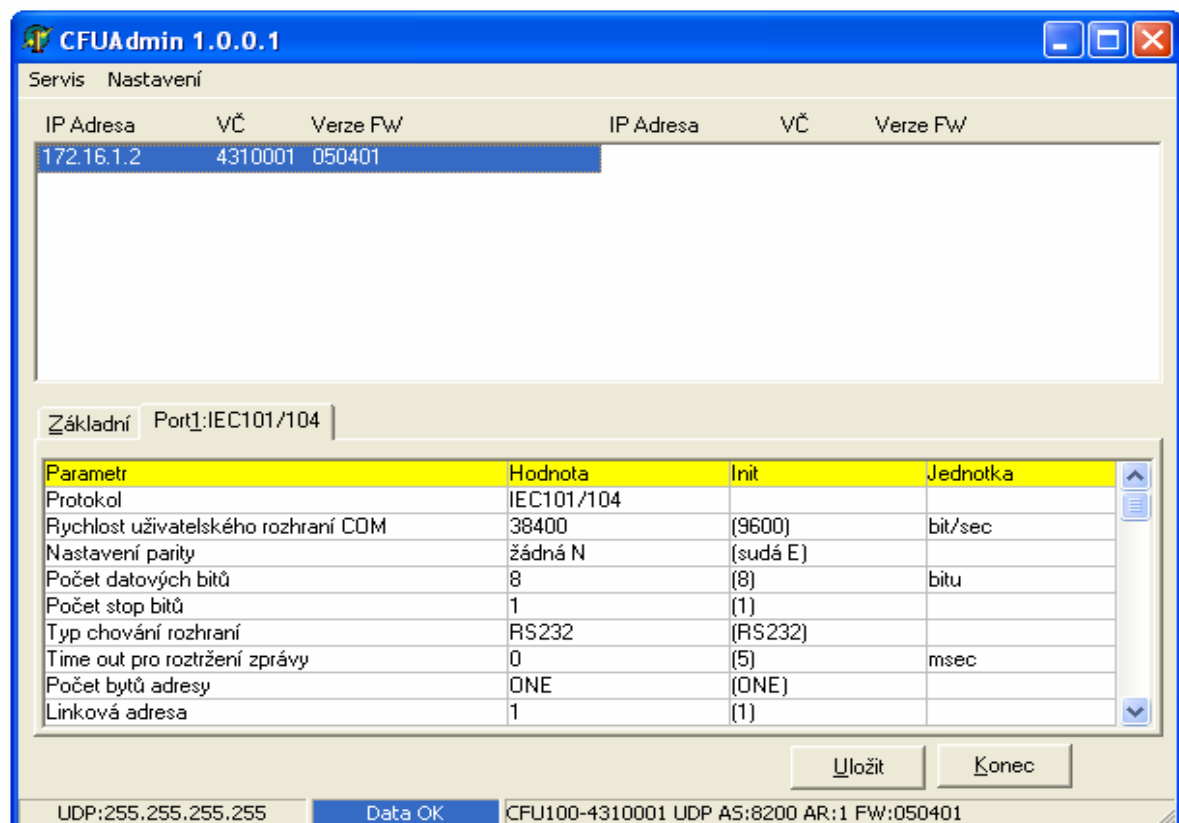 CFUAdmin 1.0.0.1
Servis Nastavení
IP Adresa VČ Verze FW IP Adresa VČ Verze FW
172.16.1.2 4310001 050401
Základní Port1:IEC101/104
Parametr Hodnota Init Jednotka
Protokol IEC101/104
Rychlost uživatelského rozhraní COM 38400 (9600) bit/sec
Nastavení parity žádná N (sudá E)
Počet datových bitů 8 (8) bitu
Počet stop bitů 1 (1)
Typ chování rozhraní RS232 (RS232)
Time out pro roztržení zprávy 0 (5) msec
Počet bytů adresy ONE (ONE)
Linková adresa 1 (1)
Uložit Konec
UDP:255.255.255.255 Data OK CFU100-4310001 UDP AS:8200 AR:1 FW:050401